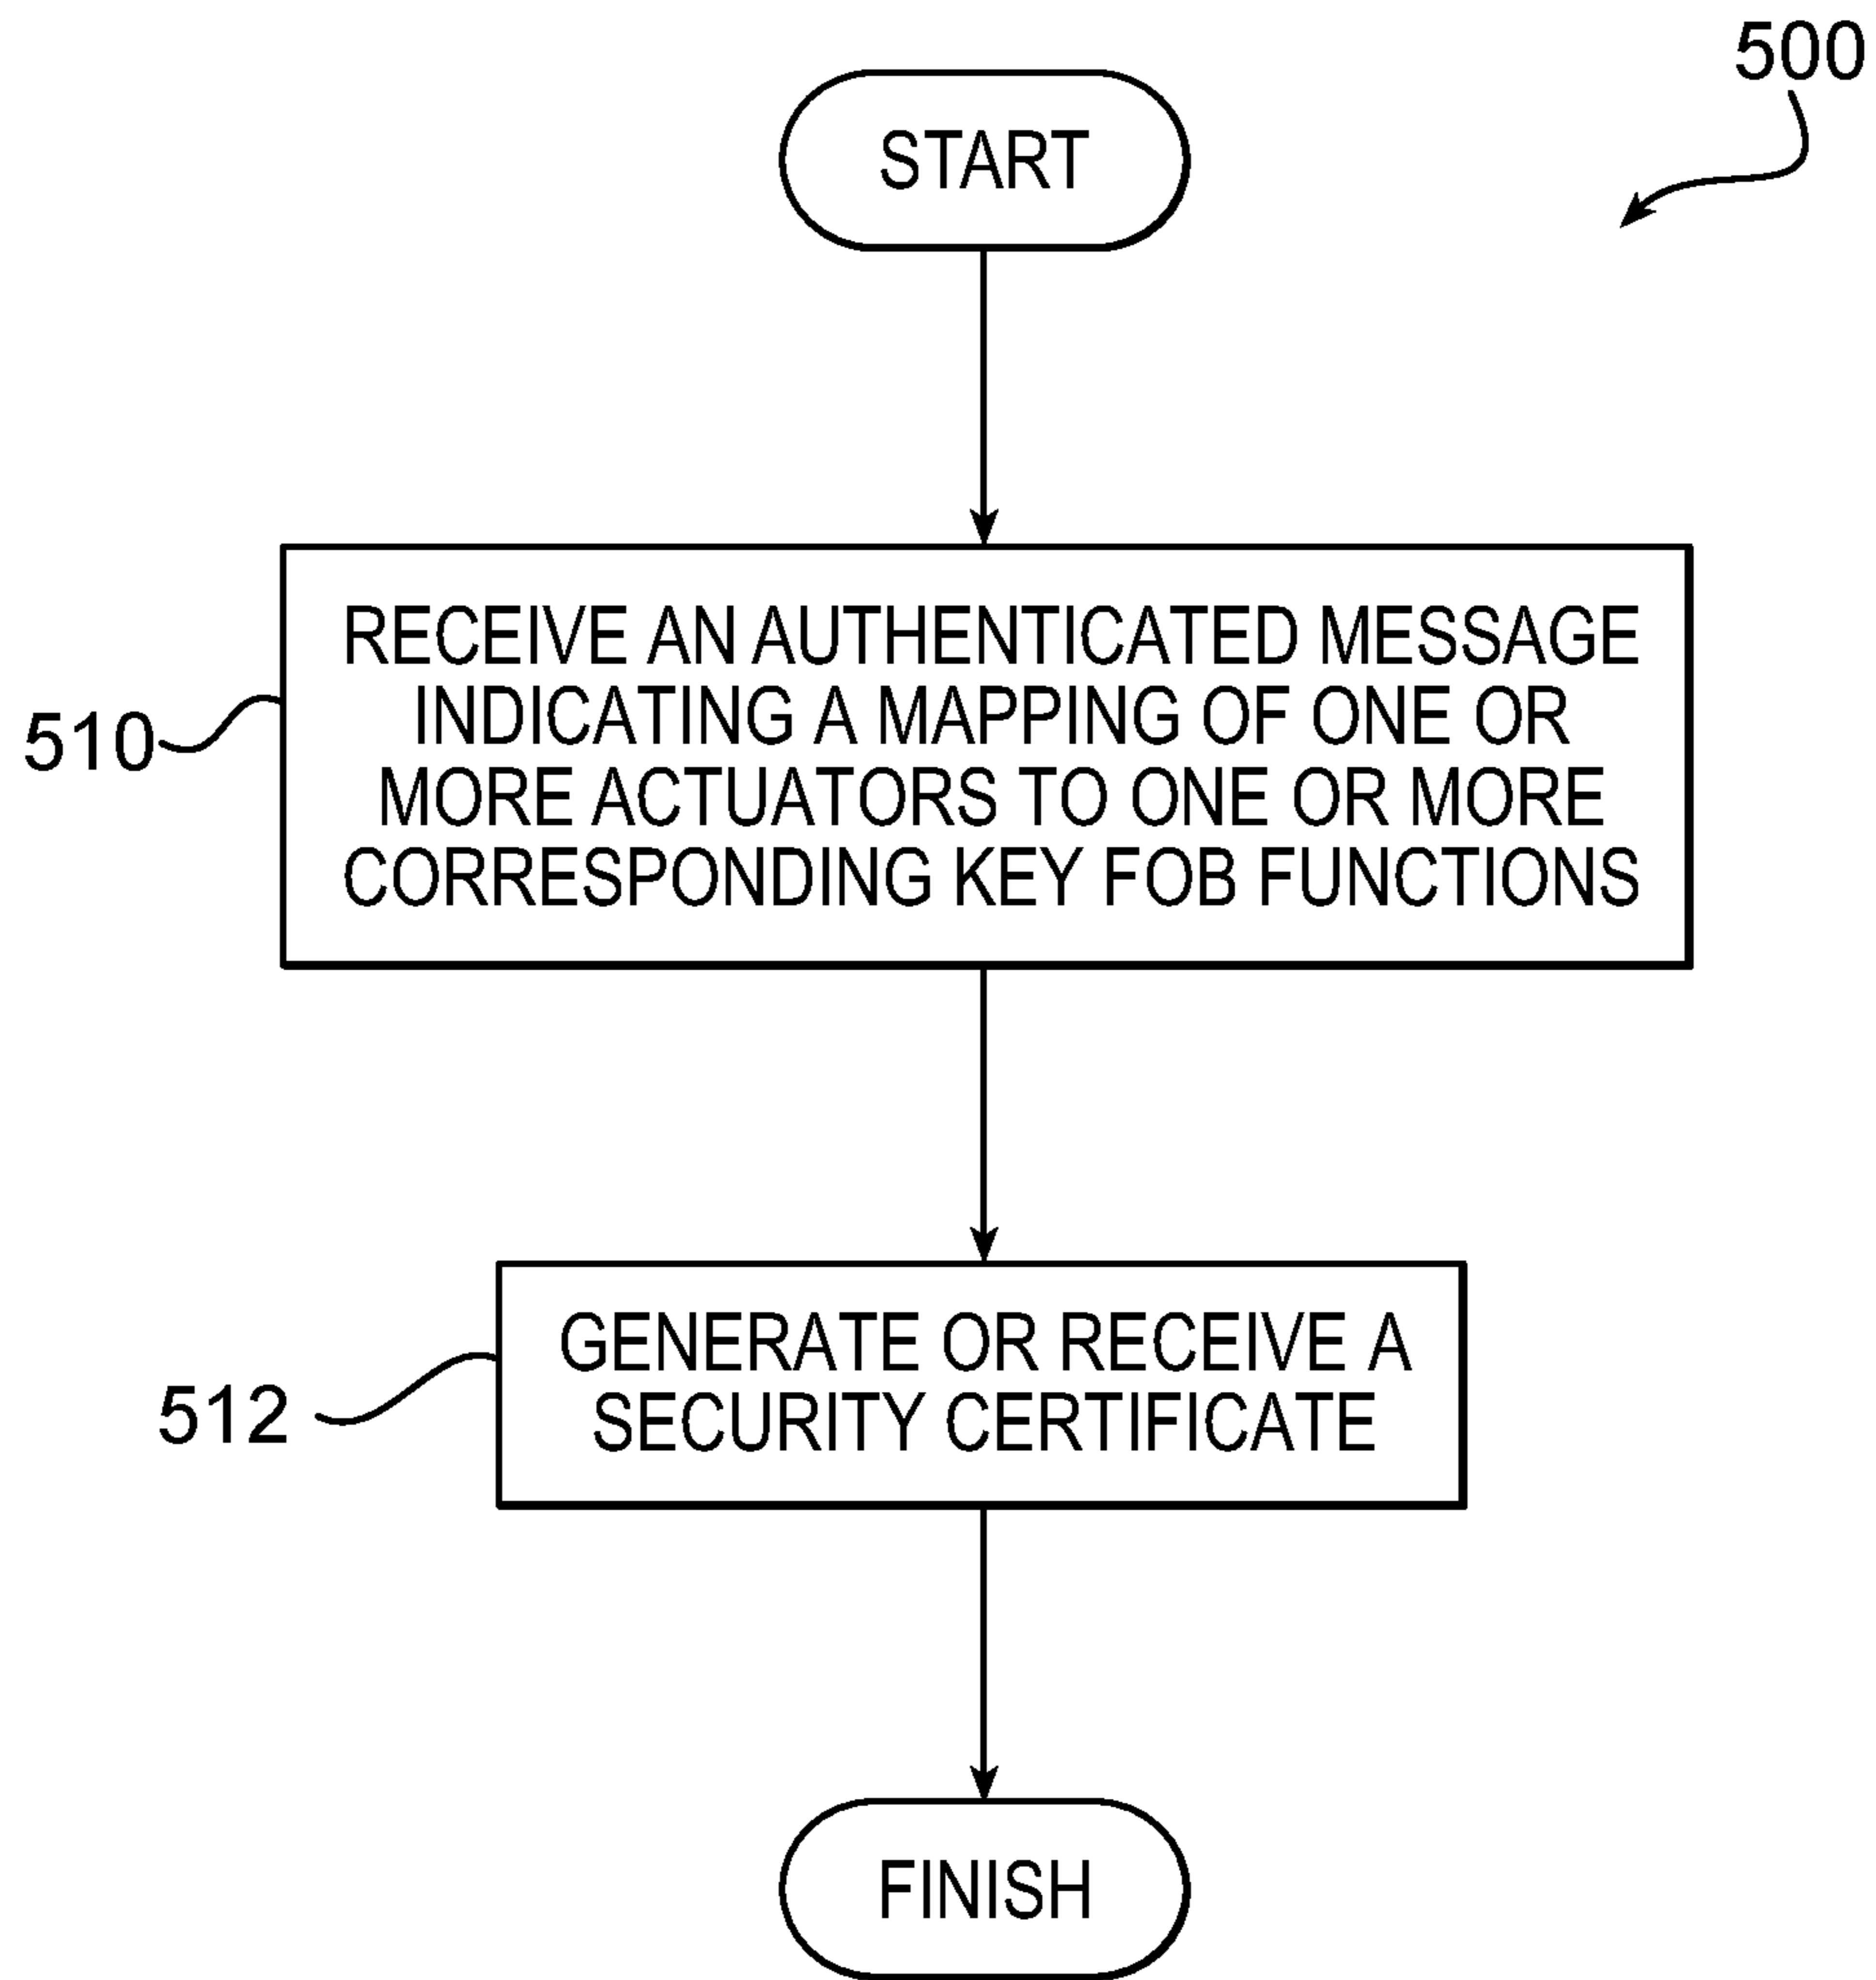 500
START
RECEIVE AN AUTHENTICATED MESSAGE
INDICATING A MAPPING OF ONE OR
MORE ACTUATORS TO ONE OR MORE
CORRESPONDING KEY FOB FUNCTIONS
510
GENERATE OR RECEIVE A
SECURITY CERTIFICATE
512
FINISH